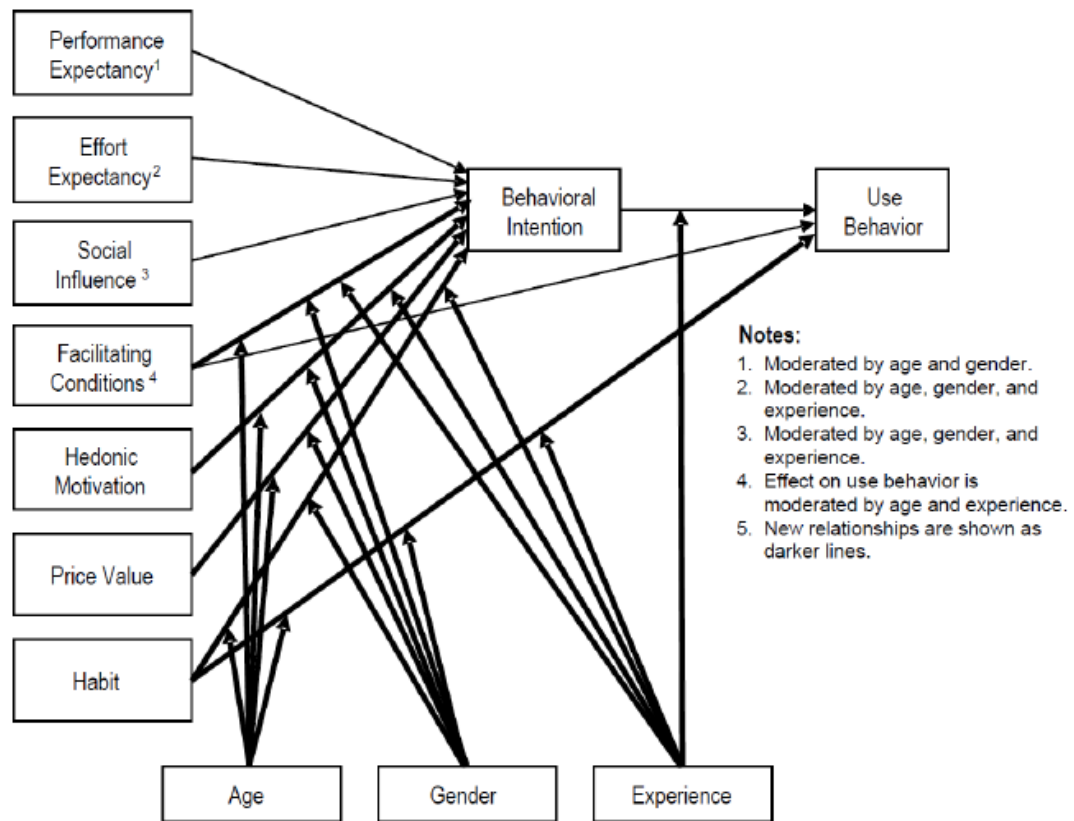 Performance
Expectancy¹
Effort
Expectancy²
Social
Influence ³
Facilitating
Conditions ⁴
Hedonic
Motivation
Price Value
Habit
Behavioral
Intention
Use
Behavior
Notes:
1. Moderated by age and gender.
2. Moderated by age, gender, and
experience.
3. Moderated by age, gender, and
experience.
4. Effect on use behavior is
moderated by age and experience.
5. New relationships are shown as
darker lines.
Age
Gender
Experience